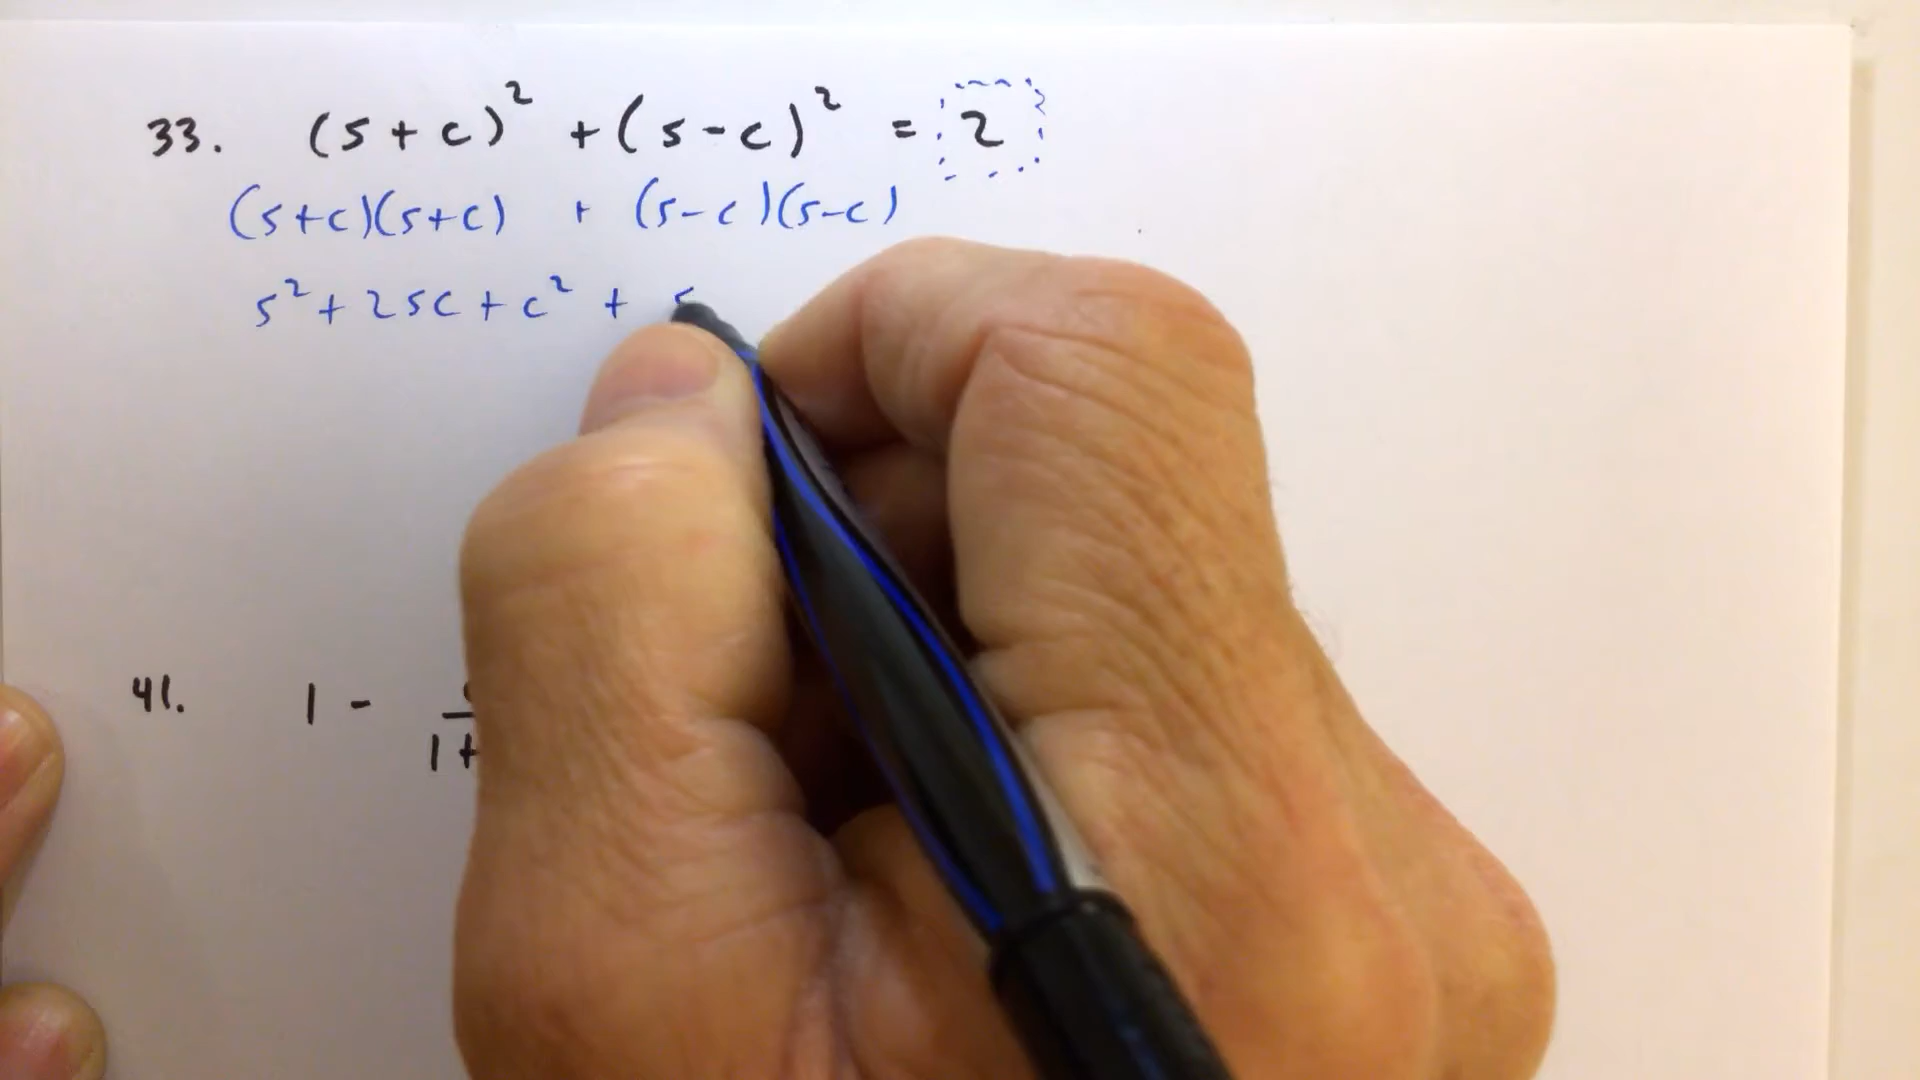 33. (s+c)² + (s-c)² = 2
(s+c)(s+c) + (s-c)(s-c)
s² + 2sc + c² + s
41. 1 -
1+